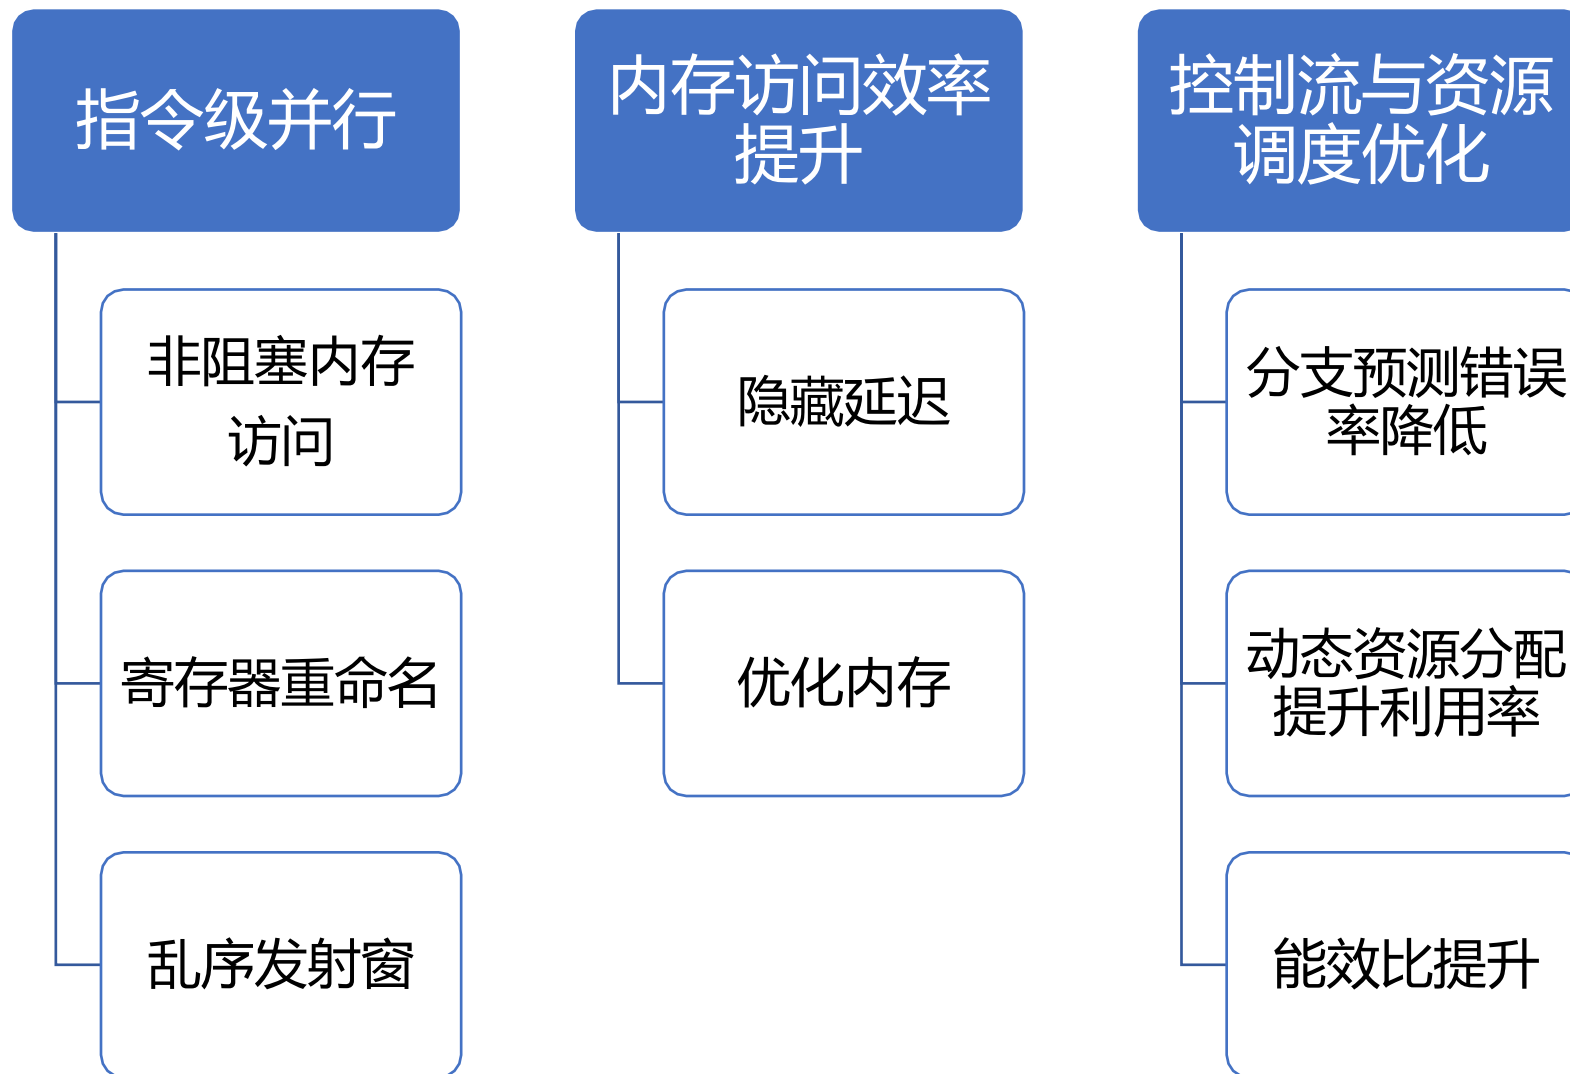 指令级并行
非阻塞内存
访问
寄存器重命名
乱序发射窗
内存访问效率
提升
隐藏延迟
优化内存
控制流与资源
调度优化
分支预测错误
率降低
动态资源分配
提升利用率
能效比提升